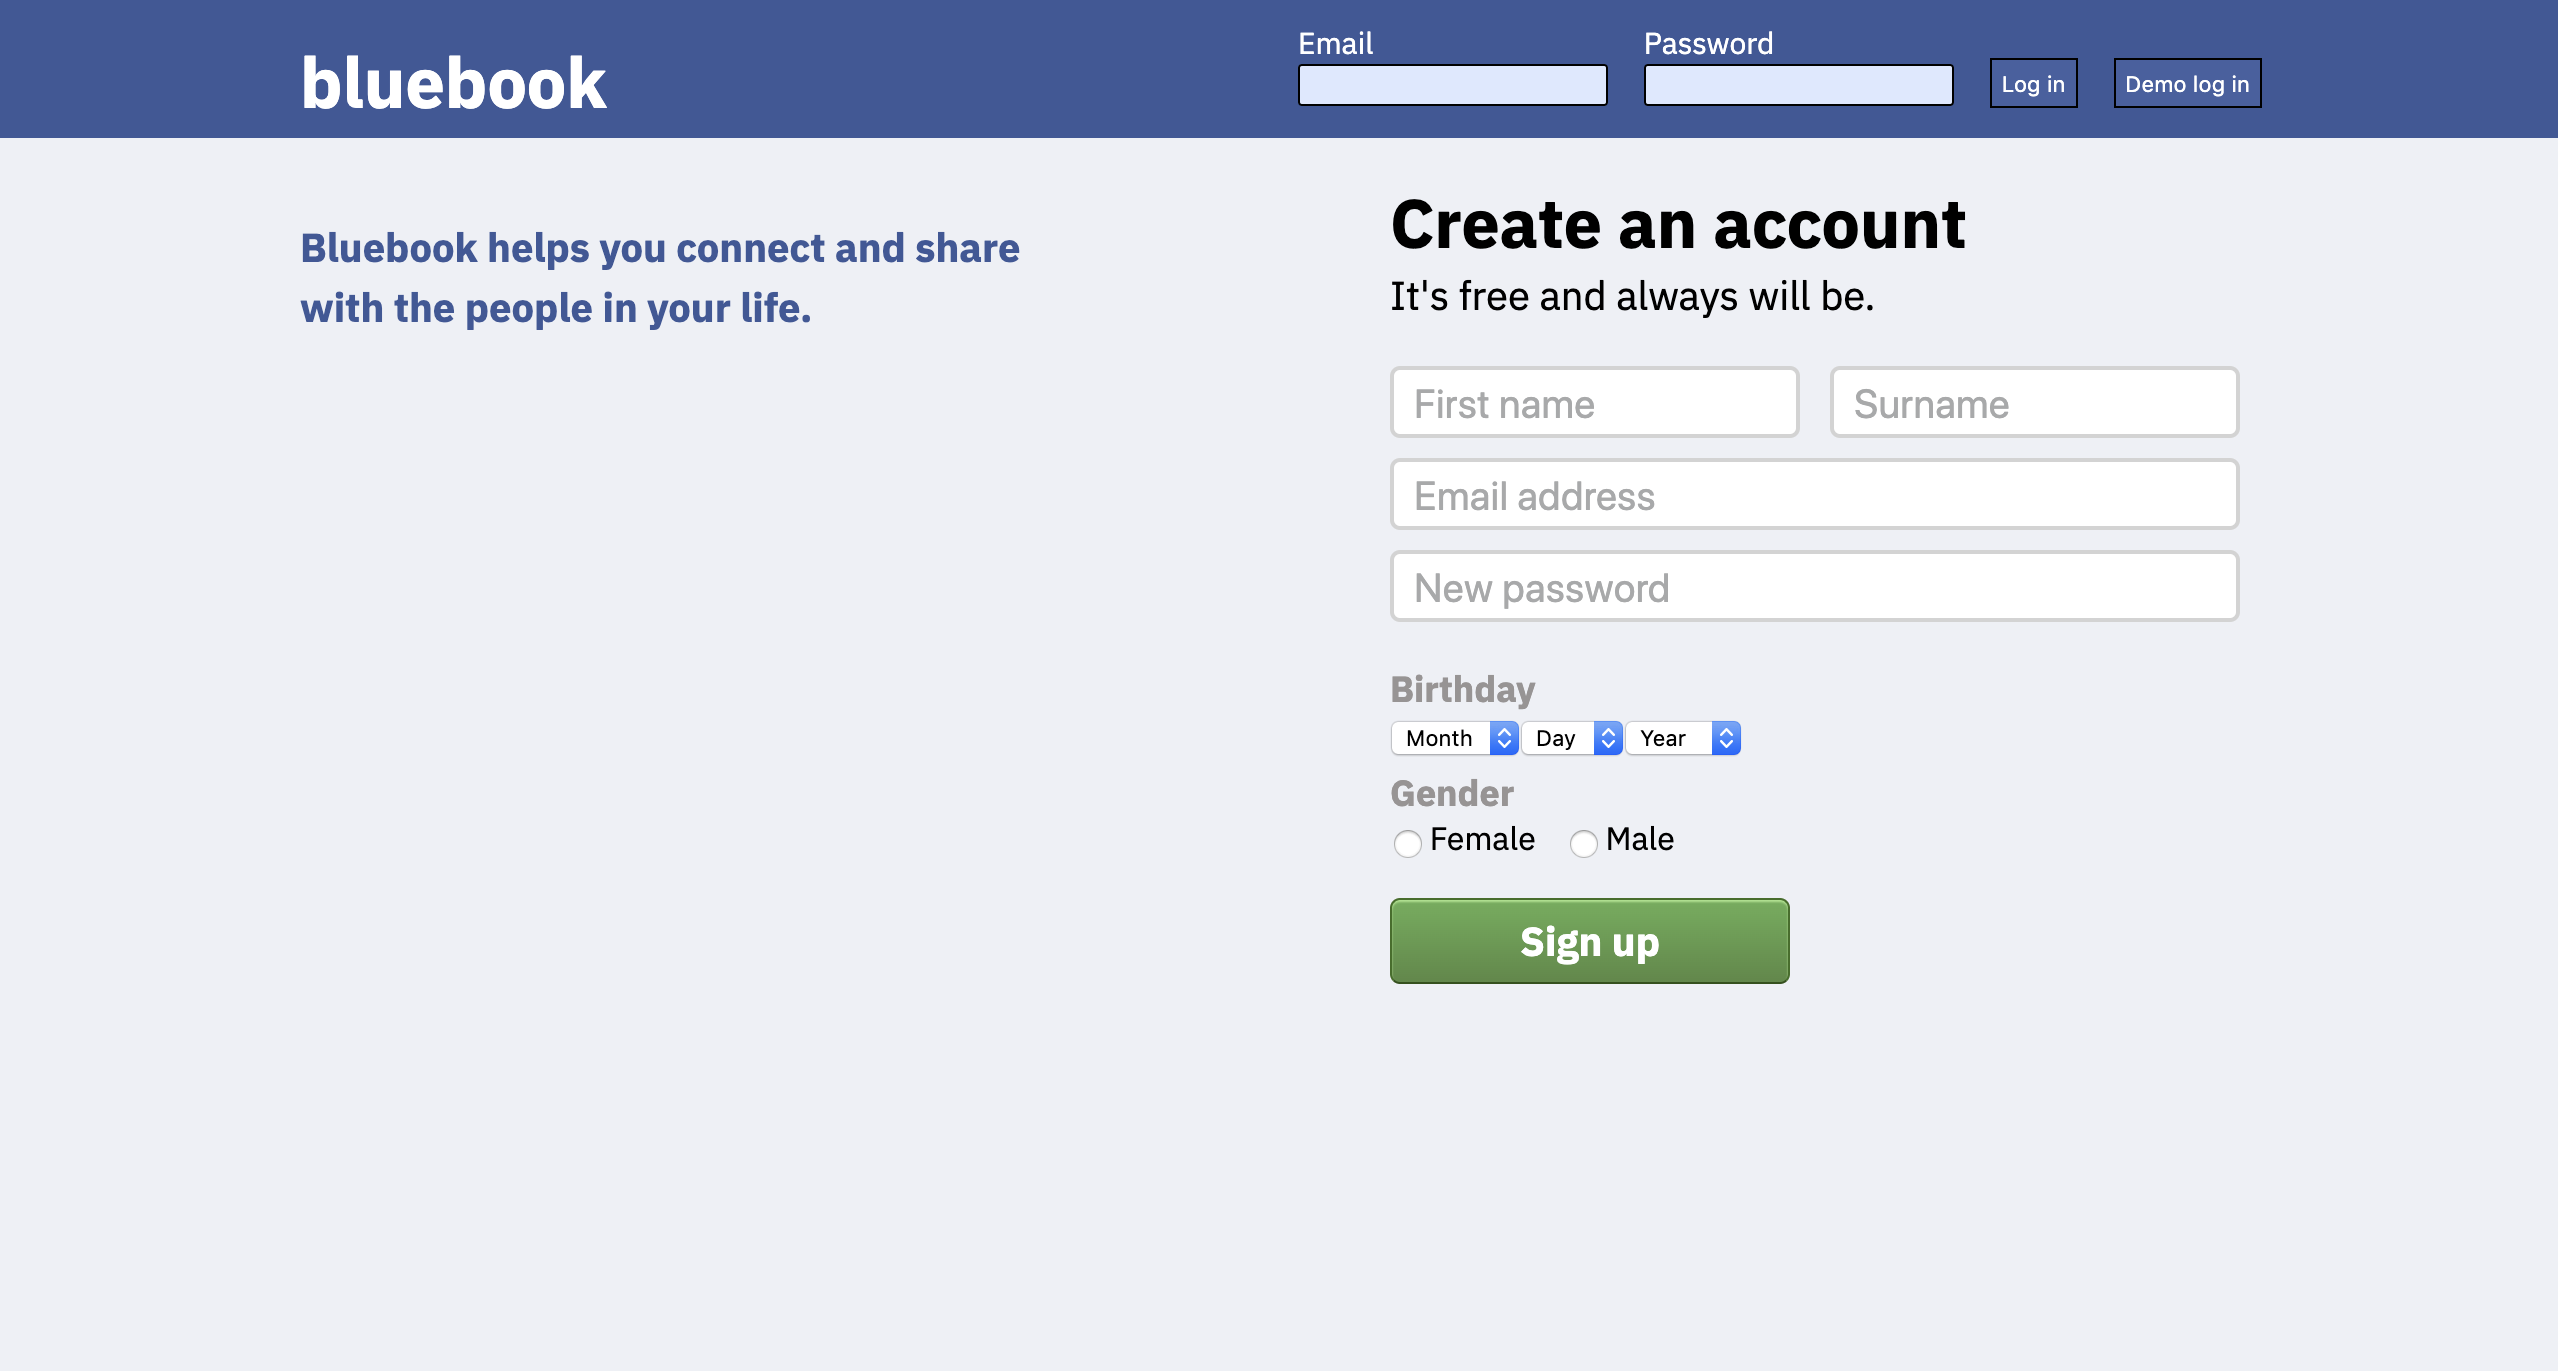 bluebook
Email
Password
Log in
Demo log in
Bluebook helps you connect and share
with the people in your life.
Create an account
It's free and always will be.
First name
Surname
Email address
New password
Birthday
Month
Day
Year
Gender
Female
Male
Sign up